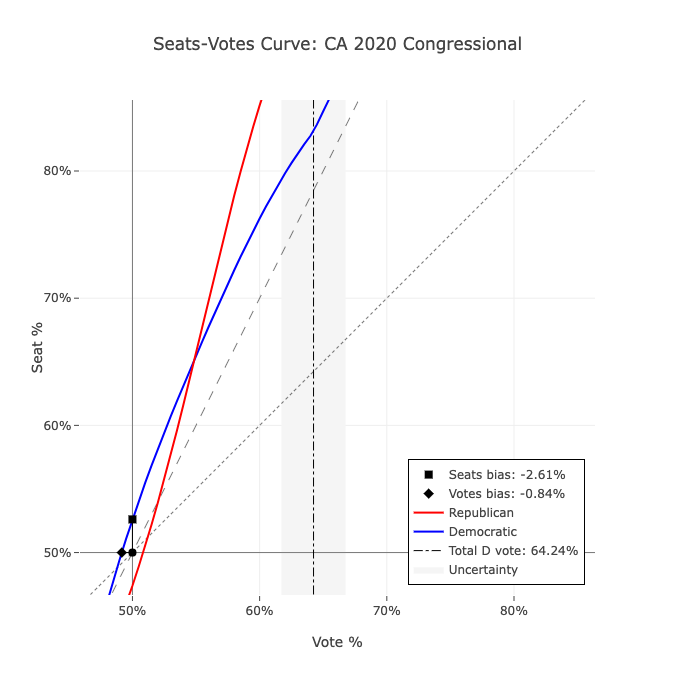 Seats-Votes Curve: CA 2020 Congressional
80%
70%
60%
50%
Seat %
Seats bias: -2.61%
Votes bias: -0.84%
Republican
Democratic
Total D vote: 64.24%
Uncertainty
50%
60%
70%
80%
Vote %